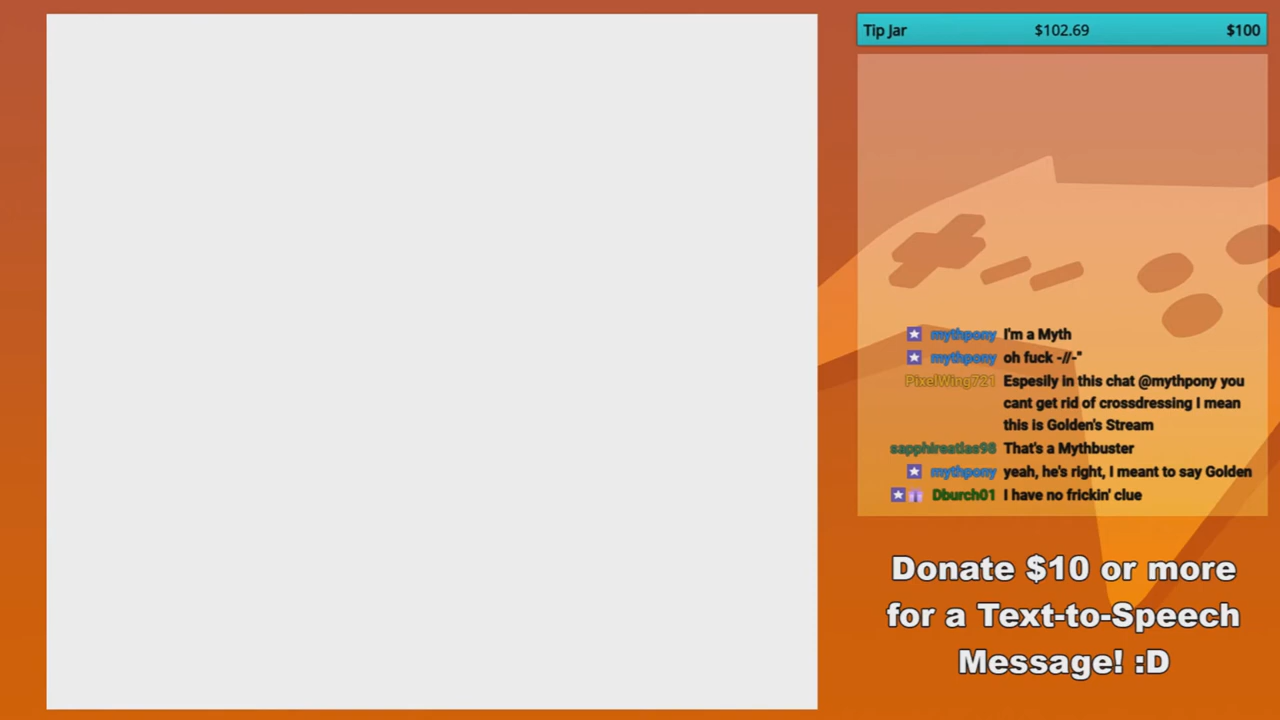 Tip Jar $102.69 $100
mythpony I'm a Myth
mythpony oh fuck -//-"
PixelWing721 Espesily in this chat @mythpony you
cant get rid of crossdressing I mean
this is Golden's Stream
sapphireatlas98 That's a Mythbuster
mythpony yeah, he's right, I meant to say Golden
Dburch01 I have no frickin' clue
Donate $10 or more
for a Text-to-Speech
Message! :D